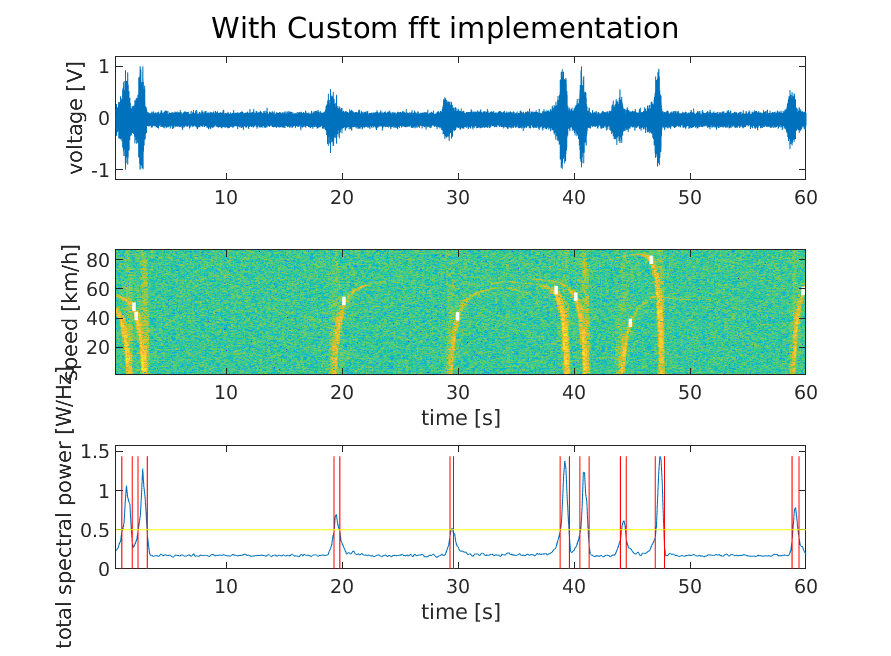 With Custom fft implementation
voltage [V]
1
0
-1
10 20 30 40 50 60
speed [km/h]
80
60
40
20
10 20 30 40 50 60
time [s]
total spectral power [W/Hz]
1.5
1
0.5
0
10 20 30 40 50 60
time [s]